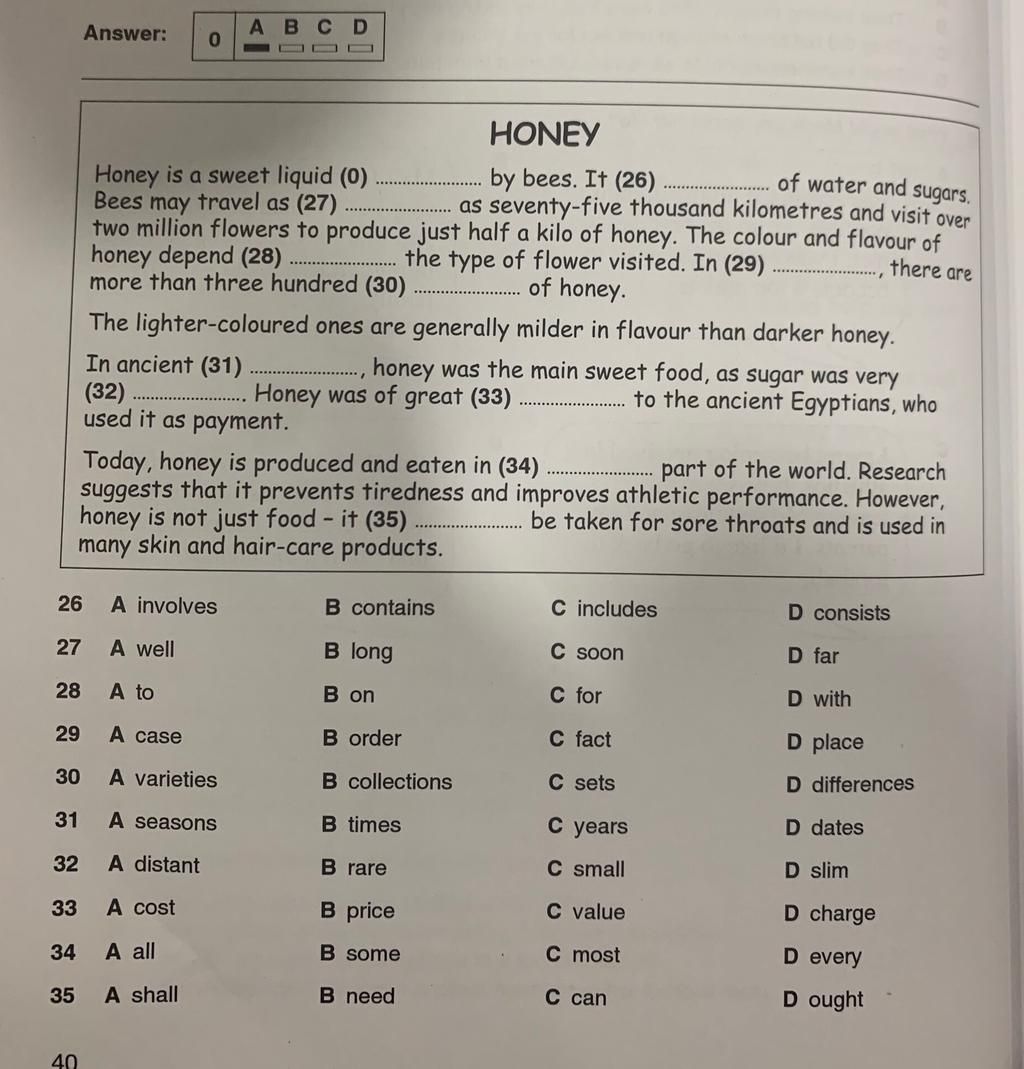 Answer: 0 A B C D
HONEY
Honey is a sweet liquid (0) ........................ by bees. It (26) ........................ of water and sugars.
Bees may travel as (27) ........................ as seventy-five thousand kilometres and visit over
two million flowers to produce just half a kilo of honey. The colour and flavour of
honey depend (28) ........................ the type of flower visited. In (29) ........................, there are
more than three hundred (30) ........................ of honey.
The lighter-coloured ones are generally milder in flavour than darker honey.
In ancient (31) ........................, honey was the main sweet food, as sugar was very
(32) ......................... Honey was of great (33) ........................ to the ancient Egyptians, who
used it as payment.
Today, honey is produced and eaten in (34) ........................ part of the world. Research
suggests that it prevents tiredness and improves athletic performance. However,
honey is not just food – it (35) ........................ be taken for sore throats and is used in
many skin and hair-care products.
26 A involves B contains C includes D consists
27 A well B long C soon D far
28 A to B on C for D with
29 A case B order C fact D place
30 A varieties B collections C sets D differences
31 A seasons B times C years D dates
32 A distant B rare C small D slim
33 A cost B price C value D charge
34 A all B some C most D every
35 A shall B need C can D ought
40